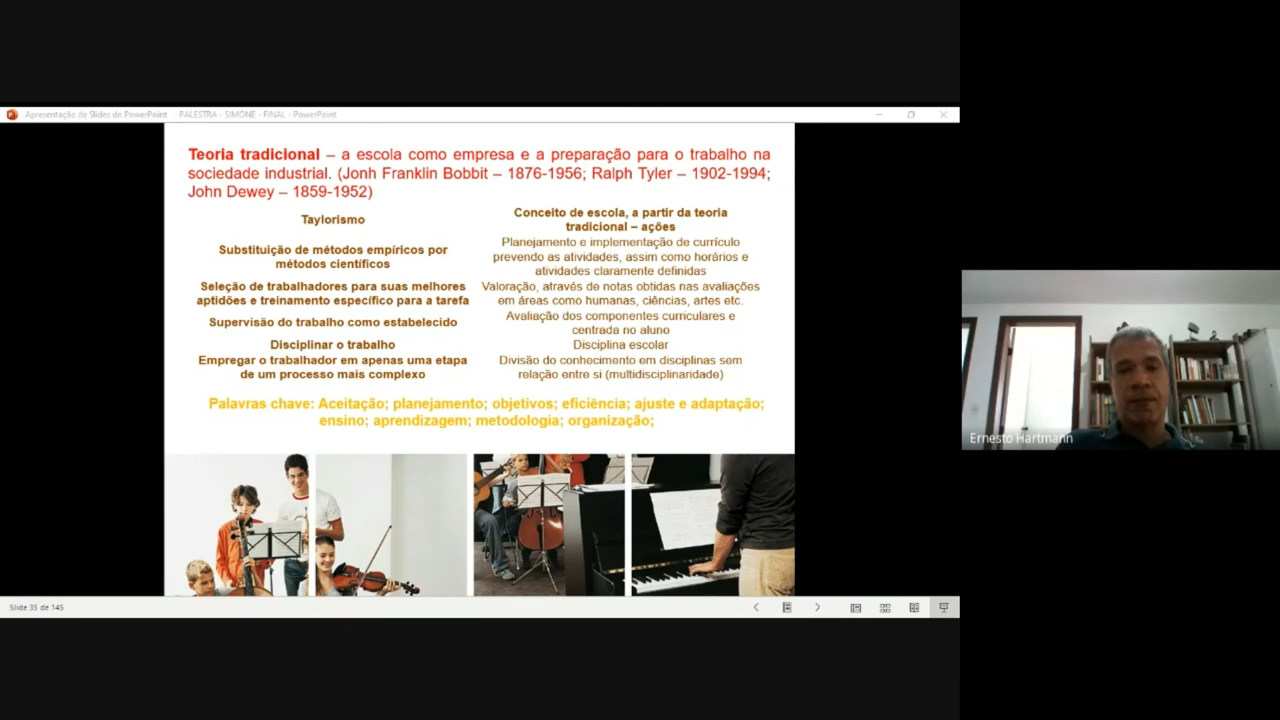 Apresentação de Slides do PowerPoint - PALESTRA - SIMONE - FINAL - PowerPoint
Teoria tradicional – a escola como empresa e a preparação para o trabalho na
sociedade industrial. (Jonh Franklin Bobbit – 1876-1956; Ralph Tyler – 1902-1994;
John Dewey – 1859-1952)
Taylorismo
Conceito de escola, a partir da teoria
tradicional – ações
Substituição de métodos empíricos por
métodos científicos
Planejamento e implementação de currículo
prevendo as atividades, assim como horários e
atividades claramente definidas
Seleção de trabalhadores para suas melhores
aptidões e treinamento específico para a tarefa
Valoração, através de notas obtidas nas avaliações
em áreas como humanas, ciências, artes etc.
Supervisão do trabalho como estabelecido
Avaliação dos componentes curriculares e
centrada no aluno
Disciplinar o trabalho
Disciplina escolar
Empregar o trabalhador em apenas uma etapa
de um processo mais complexo
Divisão do conhecimento em disciplinas sem
relação entre si (multidisciplinaridade)
Palavras chave: Aceitação; planejamento; objetivos; eficiência; ajuste e adaptação;
ensino; aprendizagem; metodologia; organização;
Slide 35 de 145
Ernesto Hartmann